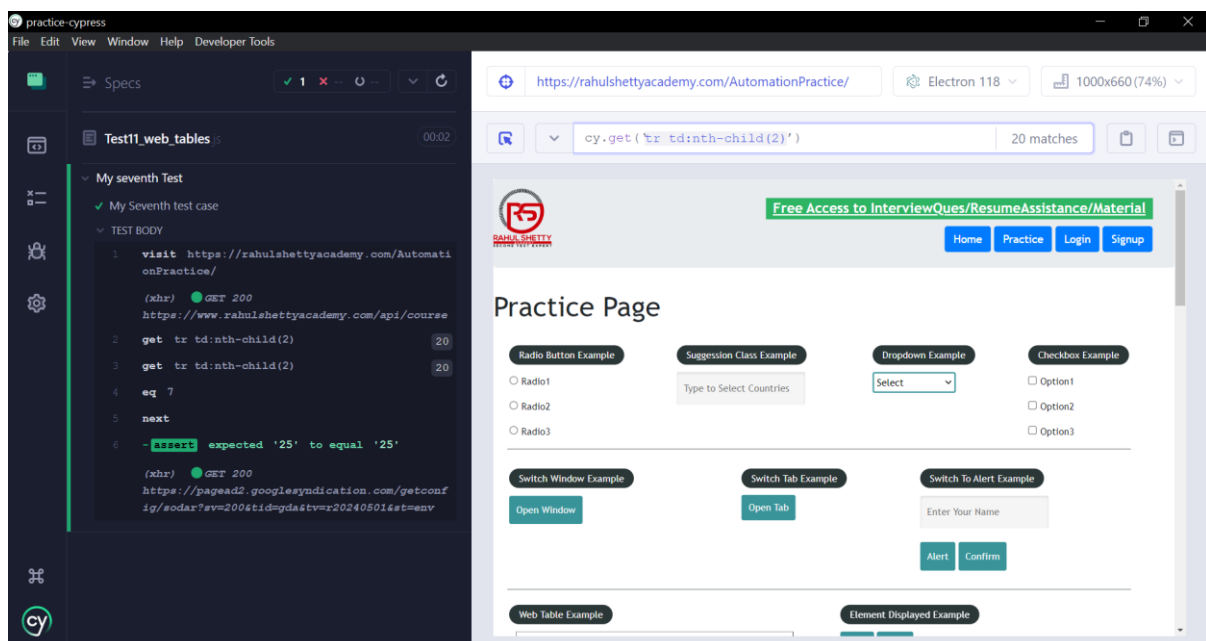 practice-cypress
File Edit View Window Help Developer Tools
Specs
1 -- --
Test11_web_tables.js
00:02
My seventh Test
My Seventh test case
TEST BODY
1 visit https://rahulshettyacademy.com/Automati
onPractice/
(xhr) GET 200
https://www.rahulshettyacademy.com/api/course
2 get tr td:nth-child(2) 20
3 get tr td:nth-child(2) 20
4 eq 7
5 next
6 -assert expected '25' to equal '25'
(xhr) GET 200
https://pagead2.googlesyndication.com/getconf
ig/sodar?sv=200&tid=gda&tv=r20240501&st=env
cy
https://rahulshettyacademy.com/AutomationPractice/
Electron 118
1000x660 (74%)
cy.get('tr td:nth-child(2)')
20 matches
RS
RAHUL SHETTY
Free Access to InterviewQues/ResumeAssistance/Material
Home Practice Login Signup
Practice Page
Radio Button Example
Radio1
Radio2
Radio3
Suggession Class Example
Type to Select Countries
Dropdown Example
Select
Checkbox Example
Option1
Option2
Option3
Switch Window Example
Open Window
Switch Tab Example
Open Tab
Switch To Alert Example
Enter Your Name
Alert Confirm
Web Table Example
Element Displayed Example